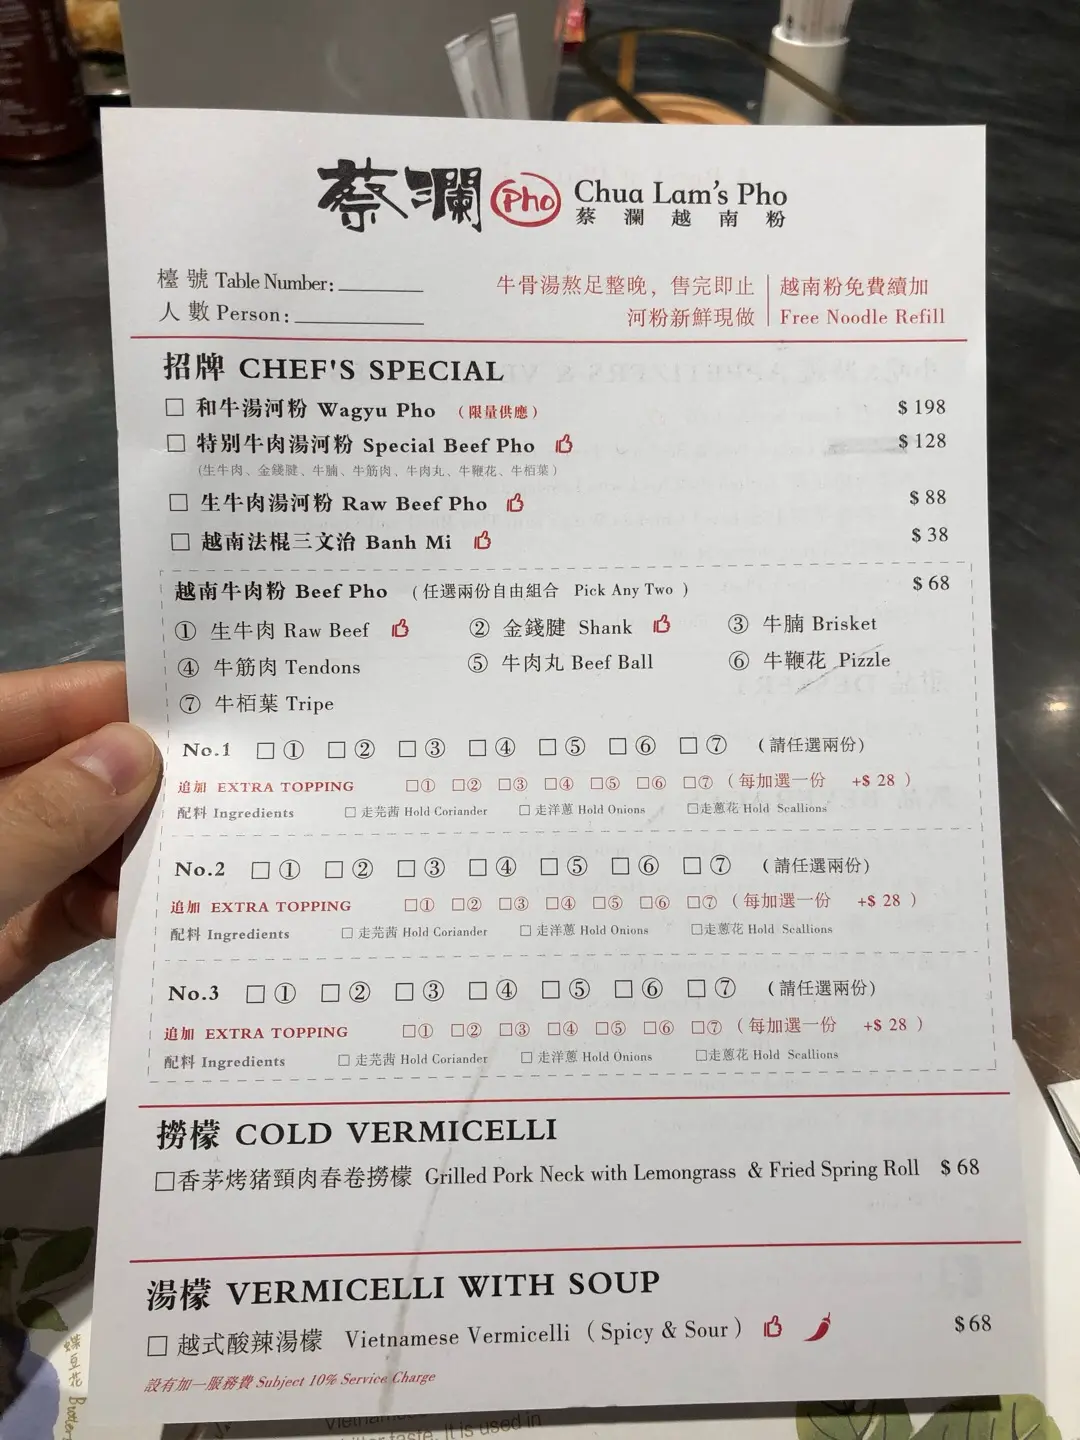 蔡瀾 Pho Chua Lam's Pho
蔡瀾越南粉
檯號 Table Number:
人數 Person:
牛骨湯熬足整晚，售完即止
河粉新鮮現做
越南粉免費續加
Free Noodle Refill
招牌 CHEF'S SPECIAL
□ 和牛湯河粉 Wagyu Pho （限量供應） $ 198
□ 特別牛肉湯河粉 Special Beef Pho $ 128
（生牛肉、金錢腱、牛腩、牛筋肉、牛肉丸、牛鞭花、牛栢葉）
□ 生牛肉湯河粉 Raw Beef Pho $ 88
□ 越南法棍三文治 Banh Mi $ 38
越南牛肉粉 Beef Pho （任選兩份自由組合 Pick Any Two ） $ 68
① 生牛肉 Raw Beef ② 金錢腱 Shank ③ 牛腩 Brisket
④ 牛筋肉 Tendons ⑤ 牛肉丸 Beef Ball ⑥ 牛鞭花 Pizzle
⑦ 牛栢葉 Tripe
No.1 □ ① □ ② □ ③ □ ④ □ ⑤ □ ⑥ □ ⑦ （請任選兩份）
追加 EXTRA TOPPING □① □② □③ □④ □⑤ □⑥ □⑦ （每加選一份 +$ 28 ）
配料 Ingredients □ 走芫茜 Hold Coriander □ 走洋蔥 Hold Onions □走蔥花 Hold Scallions
No.2 □ ① □ ② □ ③ □ ④ □ ⑤ □ ⑥ □ ⑦ （請任選兩份）
追加 EXTRA TOPPING □① □② □③ □④ □⑤ □⑥ □⑦ （每加選一份 +$ 28 ）
配料 Ingredients □ 走芫茜 Hold Coriander □ 走洋蔥 Hold Onions □走蔥花 Hold Scallions
No.3 □ ① □ ② □ ③ □ ④ □ ⑤ □ ⑥ □ ⑦ （請任選兩份）
追加 EXTRA TOPPING □① □② □③ □④ □⑤ □⑥ □⑦ （每加選一份 +$ 28 ）
配料 Ingredients □ 走芫茜 Hold Coriander □ 走洋蔥 Hold Onions □走蔥花 Hold Scallions
撈檬 COLD VERMICELLI
□香茅烤猪頸肉春卷撈檬 Grilled Pork Neck with Lemongrass & Fried Spring Roll $ 68
湯檬 VERMICELLI WITH SOUP
□ 越式酸辣湯檬 Vietnamese Vermicelli （Spicy & Sour） $68
設有加一服務費 Subject 10% Service Charge
蝶豆花
taste. It is used in